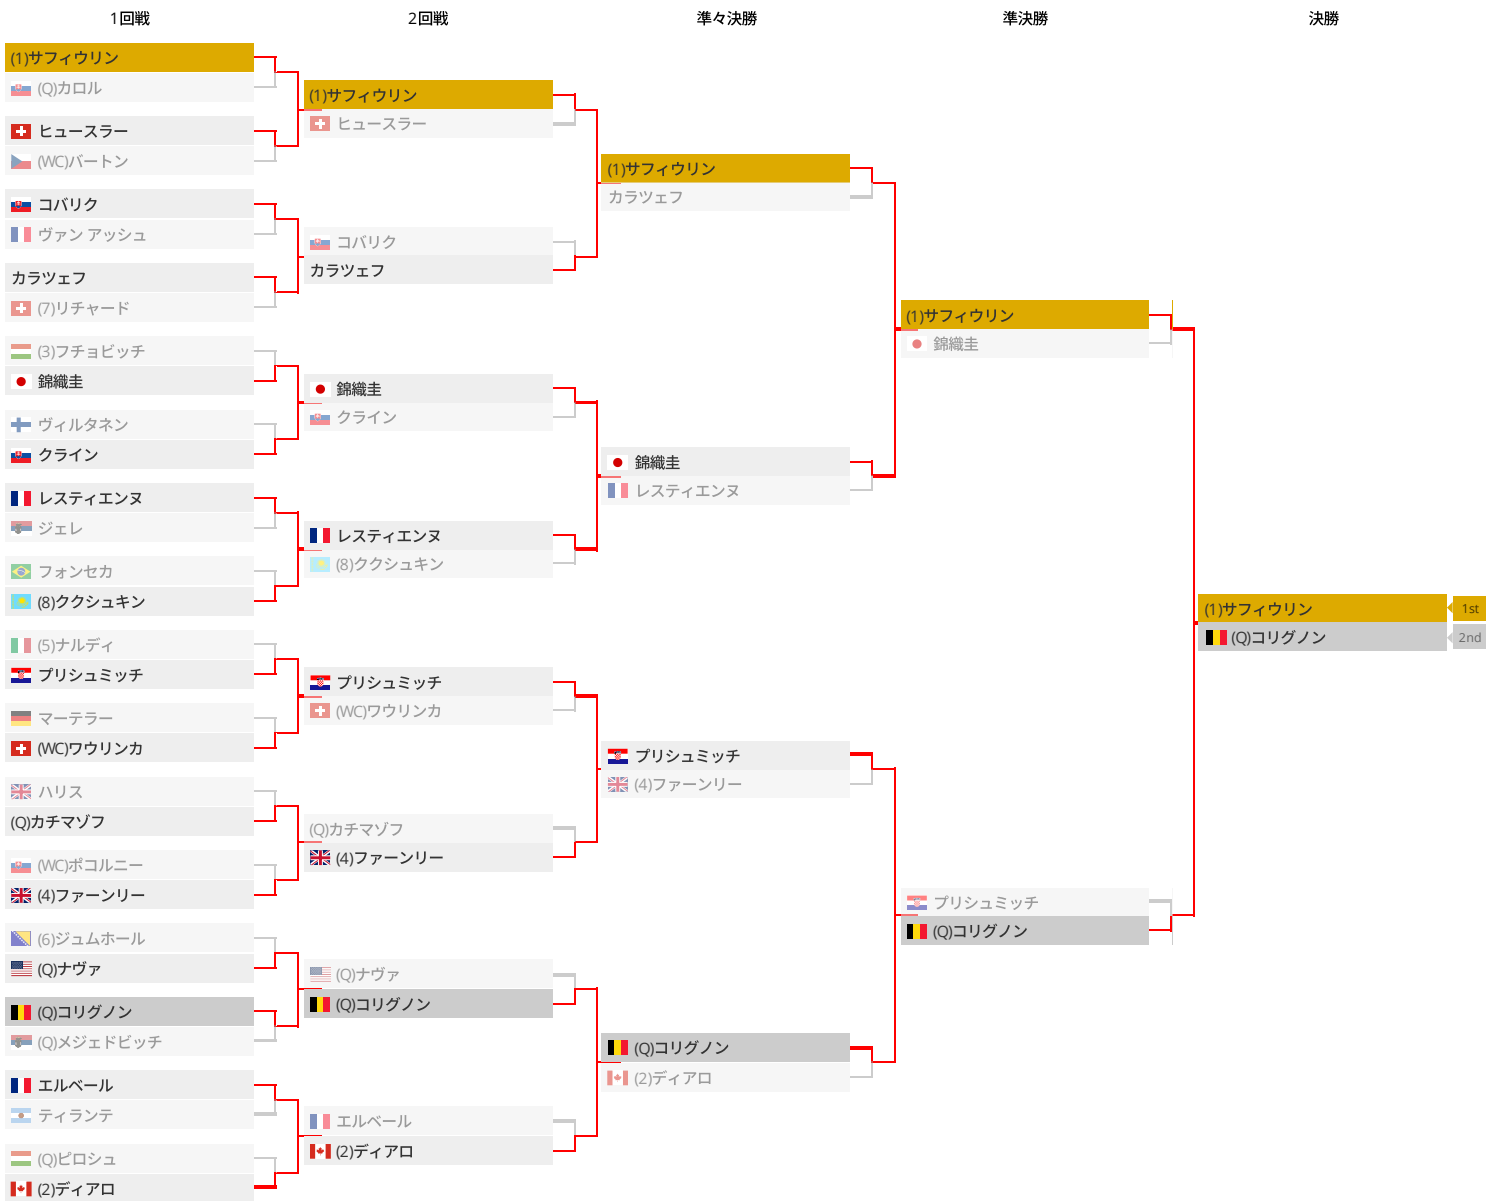 1回戦
2回戦
準々決勝
準決勝
決勝
(1)サフィウリン
(Q)カロル
ヒュースラー
(WC)バートン
コバリク
ヴァン アッシュ
カラツェフ
(7)リチャード
(3)フチョビッチ
錦織圭
ヴィルタネン
クライン
レスティエンヌ
ジェレ
フォンセカ
(8)ククシュキン
(5)ナルディ
プリシュミッチ
マーテラー
(WC)ワウリンカ
ハリス
(Q)カチマゾフ
(WC)ポコルニー
(4)ファーンリー
(6)ジュムホール
(Q)ナヴァ
(Q)コリグノン
(Q)メジェドビッチ
エルベール
ティランテ
(Q)ピロシュ
(2)ディアロ
(1)サフィウリン
ヒュースラー
コバリク
カラツェフ
錦織圭
クライン
レスティエンヌ
(8)ククシュキン
プリシュミッチ
(WC)ワウリンカ
(Q)カチマゾフ
(4)ファーンリー
(Q)ナヴァ
(Q)コリグノン
エルベール
(2)ディアロ
(1)サフィウリン
カラツェフ
錦織圭
レスティエンヌ
プリシュミッチ
(4)ファーンリー
(Q)コリグノン
(2)ディアロ
(1)サフィウリン
錦織圭
プリシュミッチ
(Q)コリグノン
(1)サフィウリン
1st
(Q)コリグノン
2nd